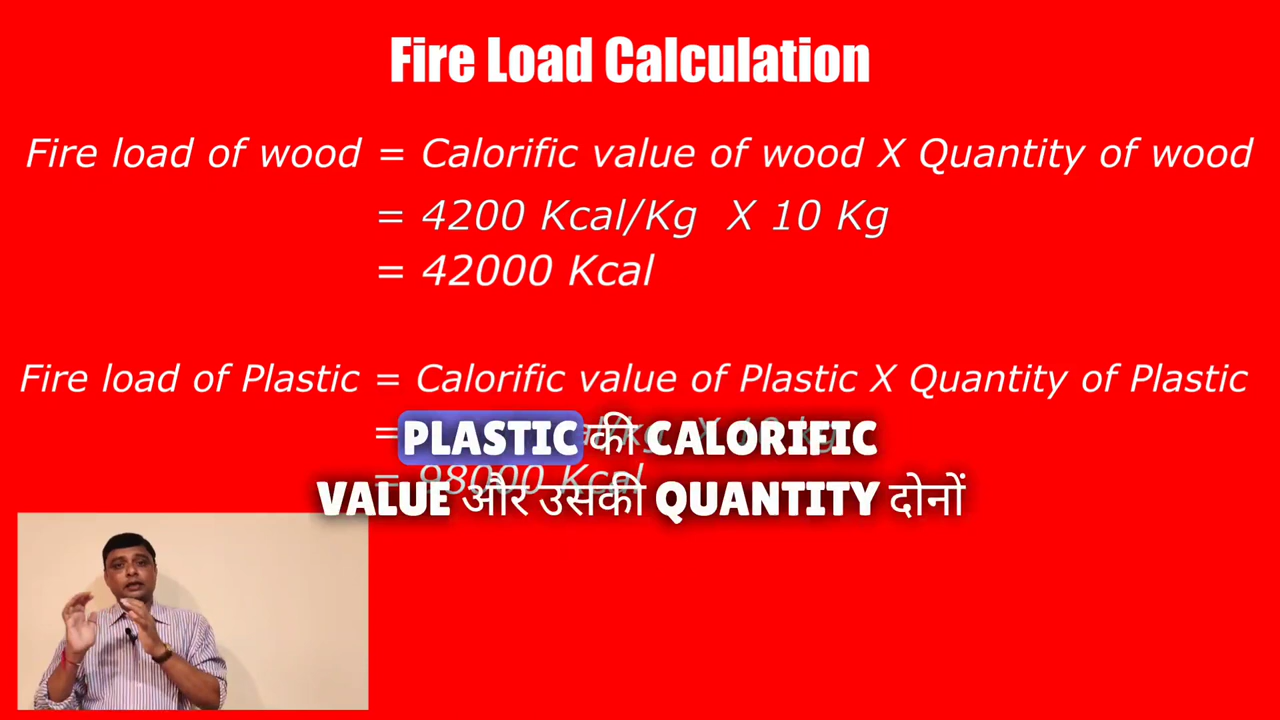 Fire Load Calculation
Fire load of wood = Calorific value of wood X Quantity of wood
= 4200 Kcal/Kg X 10 Kg
= 42000 Kcal
Fire load of Plastic = Calorific value of Plastic X Quantity of Plastic
=
PLASTIC की CALORIFIC
= 98000 Kcal
VALUE और उसकी QUANTITY दोनों